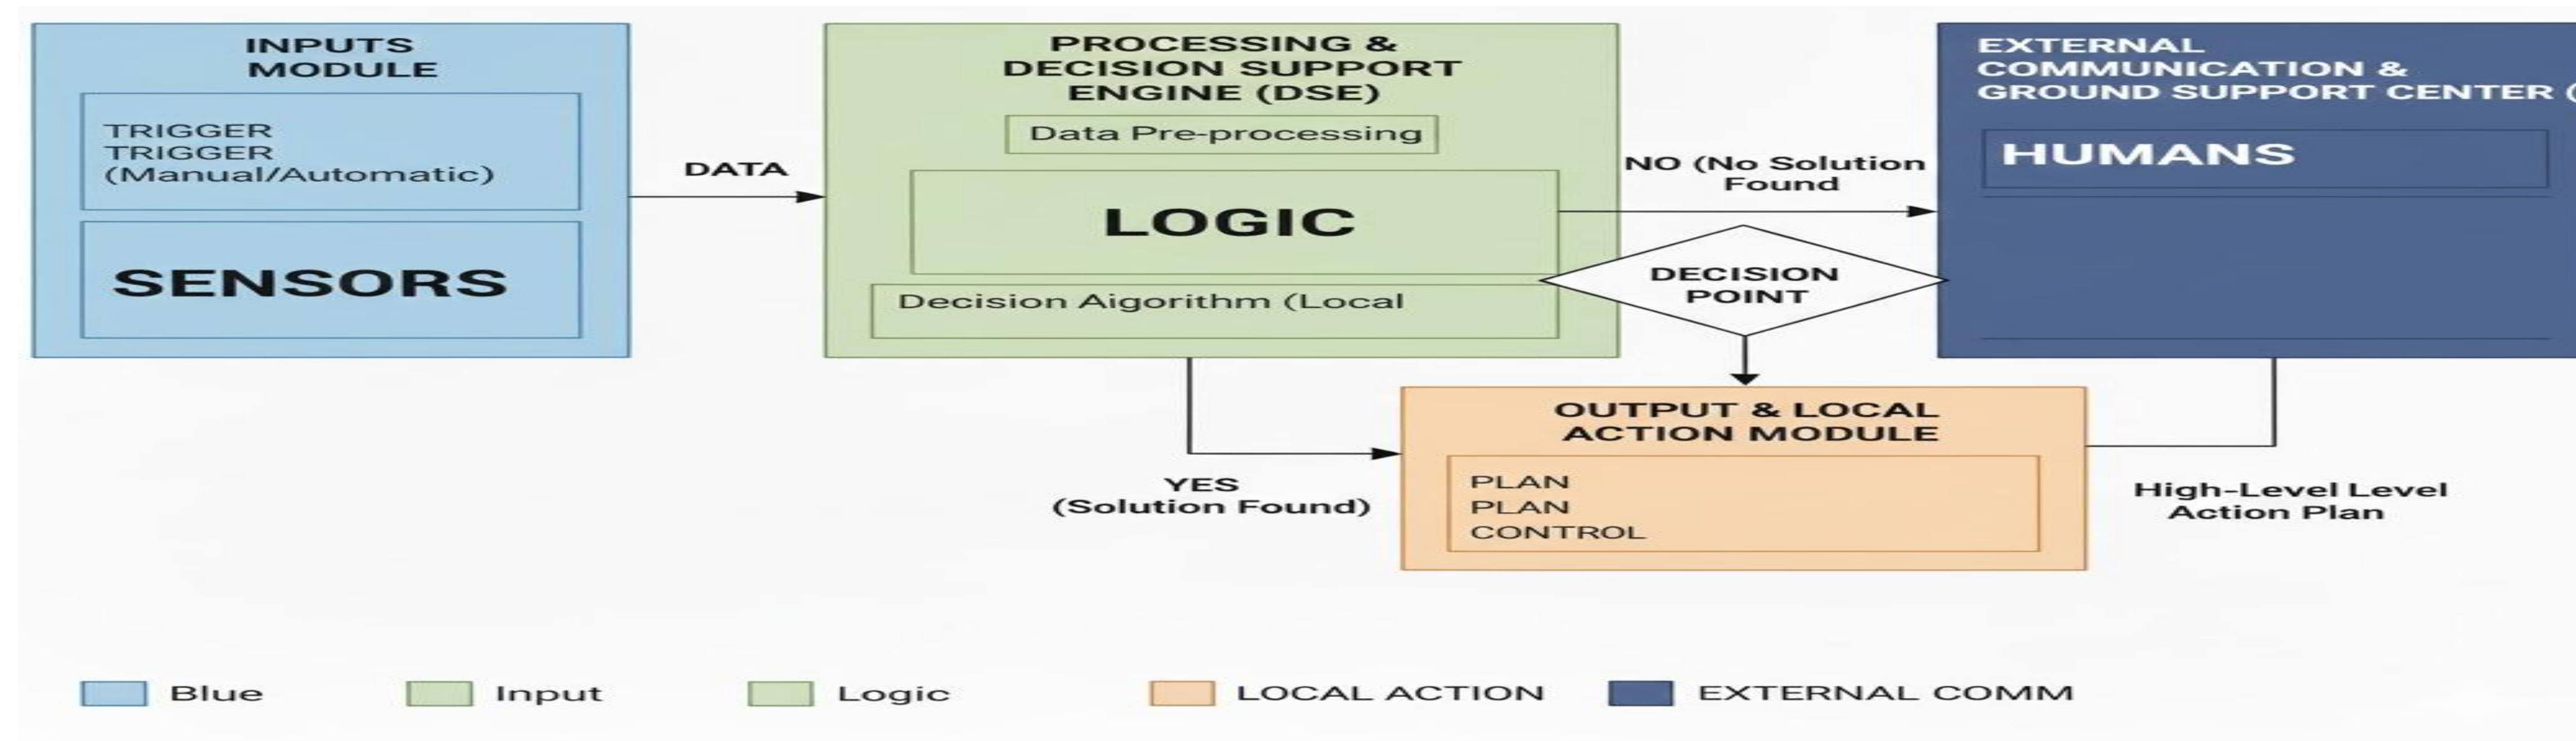 INPUTS
MODULE
TRIGGER
TRIGGER
(Manual/Automatic)
SENSORS
DATA
PROCESSING &
DECISION SUPPORT
ENGINE (DSE)
Data Pre-processing
LOGIC
Decision Aigorithm (Local
NO (No Solution
Found
DECISION
POINT
EXTERNAL
COMMUNICATION &
GROUND SUPPORT CENTER (
HUMANS
YES
(Solution Found)
OUTPUT & LOCAL
ACTION MODULE
PLAN
PLAN
CONTROL
High-Level Level
Action Plan
Blue
Input
Logic
LOCAL ACTION
EXTERNAL COMM